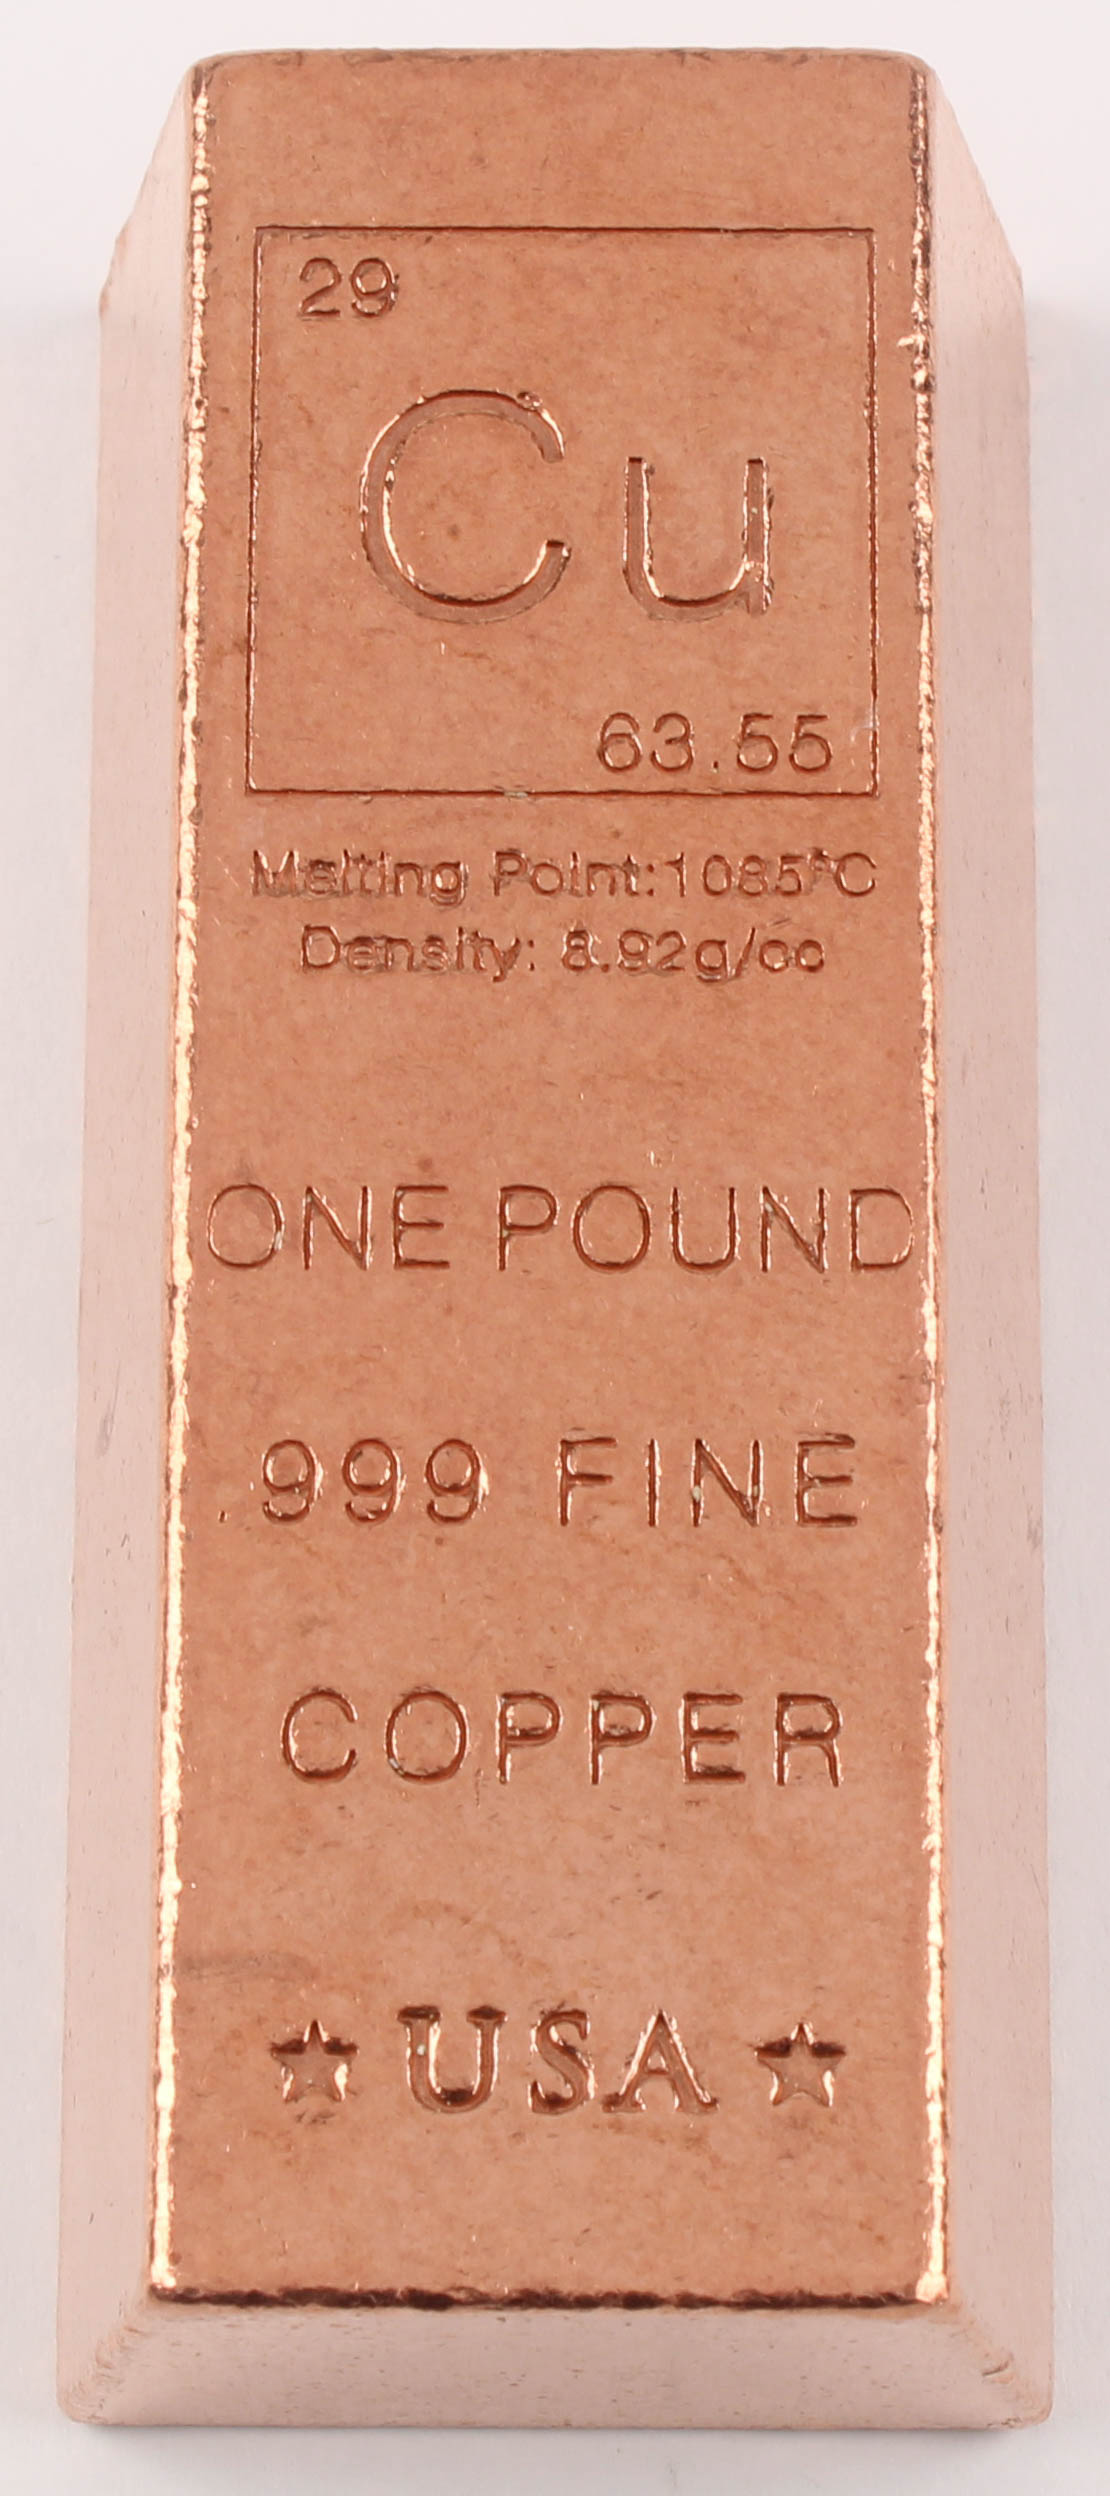 29
Cu
63.55
Melting Point:1085°C
Density: 8.92g/cc
ONE POUND
.999 FINE
COPPER
★ USA ★